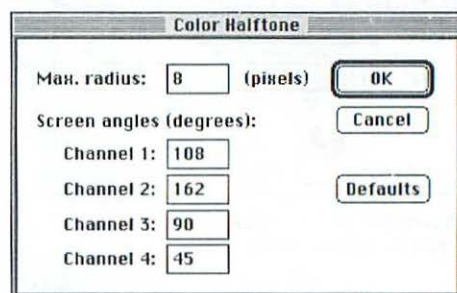 Color Halftone
Max. radius: 8 (pixels) OK
Screen angles (degrees): Cancel
Channel 1: 108
Channel 2: 162 Defaults
Channel 3: 90
Channel 4: 45